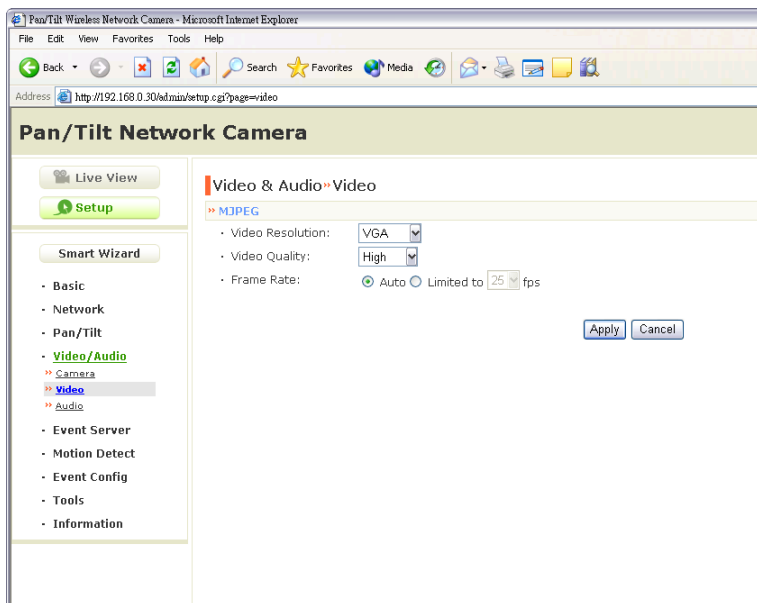 Pan/Tilt Wireless Network Camera - Microsoft Internet Explorer
File Edit View Favorites Tools Help
Back Search Favorites Media
Address http://192.168.0.30/admin/setup.cgi?page=video
Pan/Tilt Network Camera
Live View
Setup
Smart Wizard
· Basic
· Network
· Pan/Tilt
· Video/Audio
» Camera
» Video
» Audio
· Event Server
· Motion Detect
· Event Config
· Tools
· Information
Video & Audio» Video
» MJPEG
· Video Resolution: VGA
· Video Quality: High
· Frame Rate: Auto Limited to 25 fps
Apply Cancel